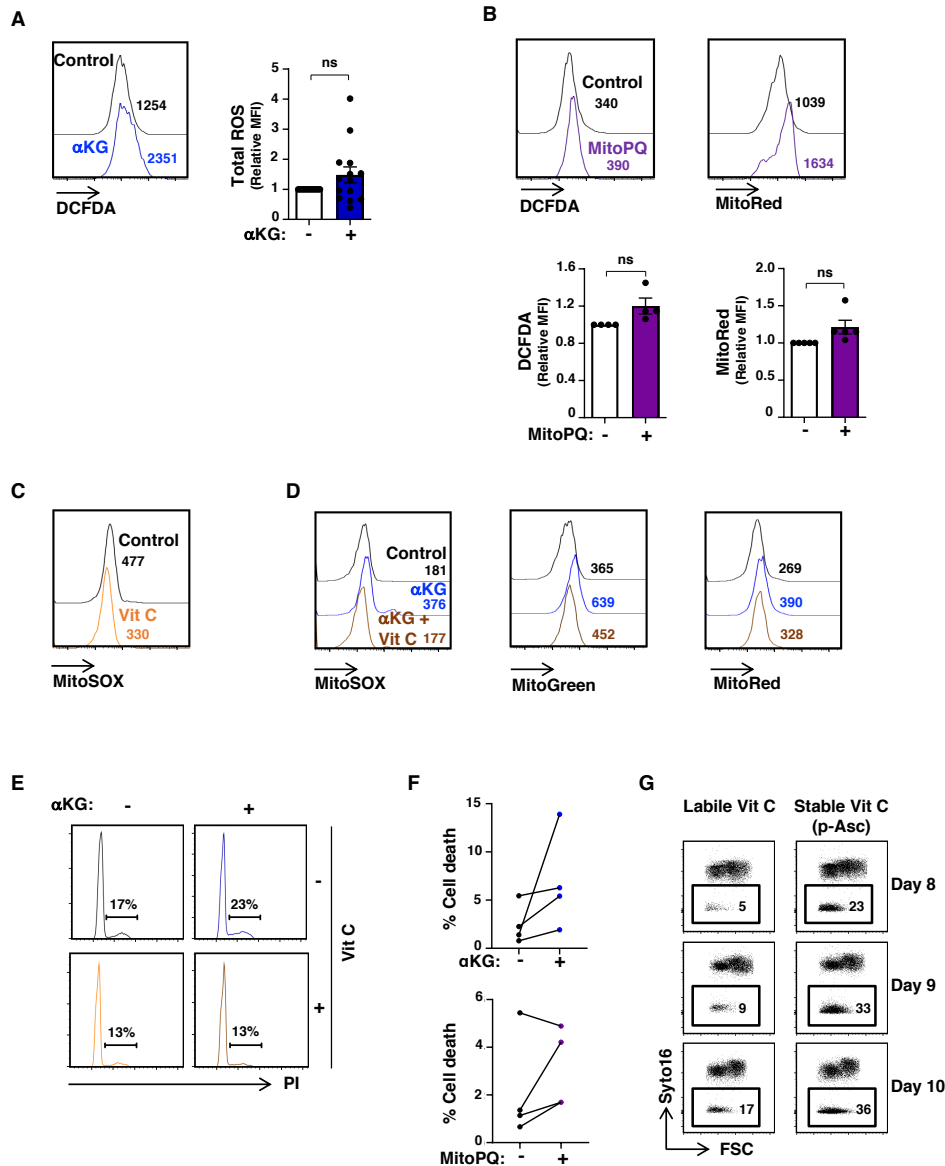 A
Control
1254
αKG
2351
DCFDA
ns
Total ROS
(Relative MFI)
5
4
3
2
1
0
αKG: - +
B
Control
340
MitoPQ
390
DCFDA
1039
1634
MitoRed
ns
DCFDA
(Relative MFI)
1.6
1.2
0.8
0.4
0
MitoPQ: - +
ns
MitoRed
(Relative MFI)
2.0
1.5
1.0
0.5
0
- +
C
Control
477
Vit C
330
MitoSOX
D
Control
181
αKG
376
αKG +
Vit C 177
MitoSOX
365
639
452
MitoGreen
269
390
328
MitoRed
E
αKG: - +
17%
23%
-
13%
13%
+
Vit C
PI
F
% Cell death
15
10
5
0
αKG: - +
% Cell death
6
4
2
0
MitoPQ: - +
G
Labile Vit C
Stable Vit C
(p-Asc)
5
23
Day 8
9
33
Day 9
17
36
Day 10
Syto16
FSC